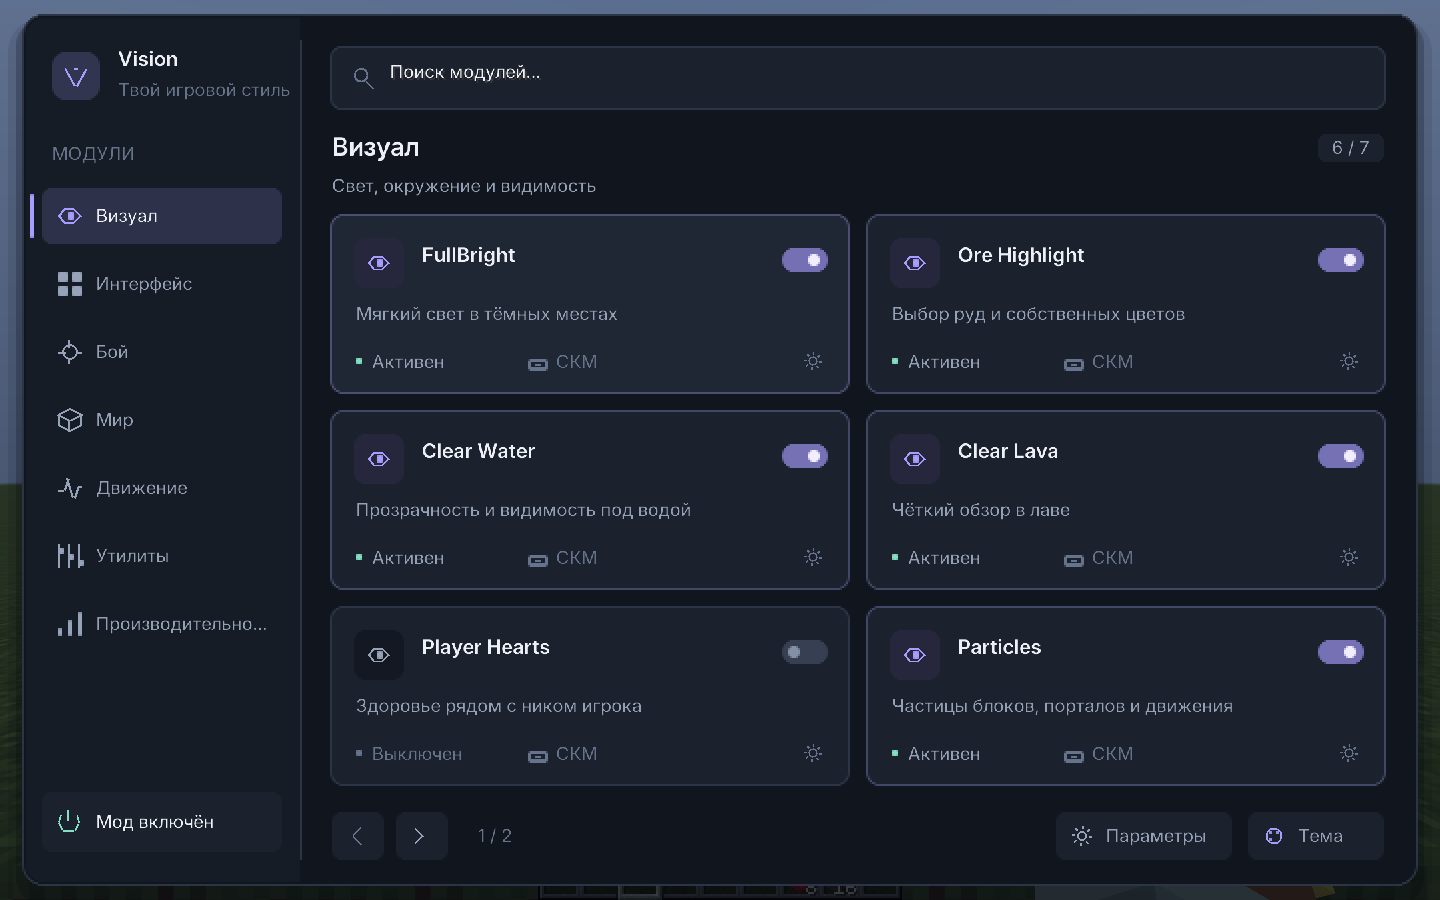 Vision
Твой игровой стиль
МОДУЛИ
Визуал
Интерфейс
Бой
Мир
Движение
Утилиты
Производительно...
Мод включён
Поиск модулей...
Визуал
6 / 7
Свет, окружение и видимость
FullBright
Мягкий свет в тёмных местах
Активен
СКМ
Ore Highlight
Выбор руд и собственных цветов
Активен
СКМ
Clear Water
Прозрачность и видимость под водой
Активен
СКМ
Clear Lava
Чёткий обзор в лаве
Активен
СКМ
Player Hearts
Здоровье рядом с ником игрока
Выключен
СКМ
Particles
Частицы блоков, порталов и движения
Активен
СКМ
1 / 2
Параметры
Тема